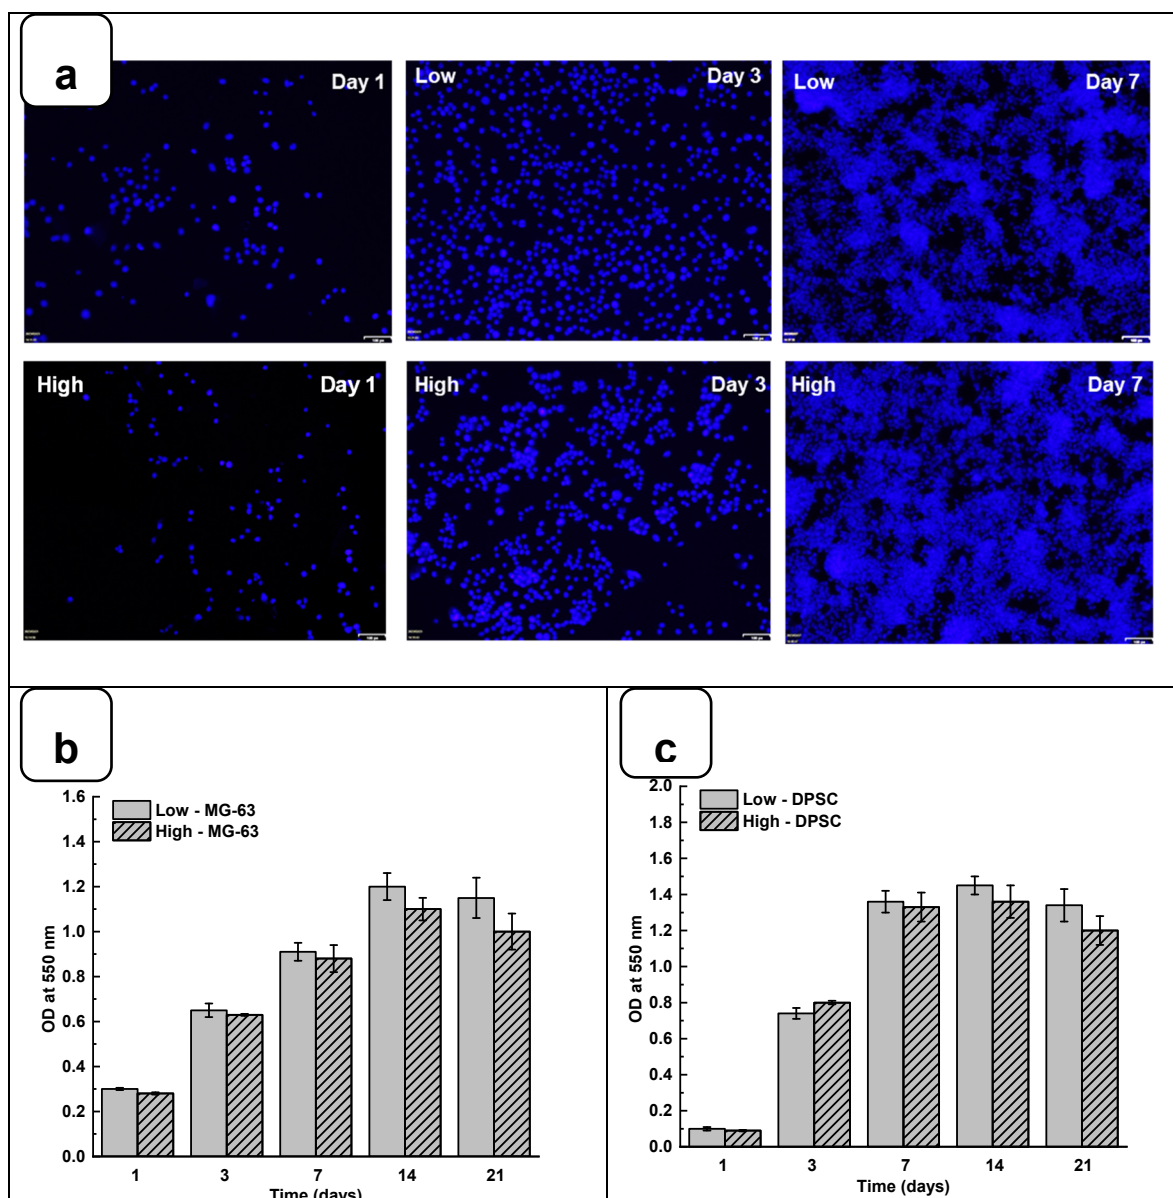 a
Day 1
Low
Day 3
Low
Day 7
High
Day 1
High
Day 3
High
Day 7
b
Low - MG-63
High - MG-63
OD at 550 nm
1.6
1.4
1.2
1.0
0.8
0.6
0.4
0.2
0.0
1 3 7 14 21
Time (days)
c
Low - DPSC
High - DPSC
OD at 550 nm
2.0
1.8
1.6
1.4
1.2
1.0
0.8
0.6
0.4
0.2
0.0
1 3 7 14 21
Time (days)